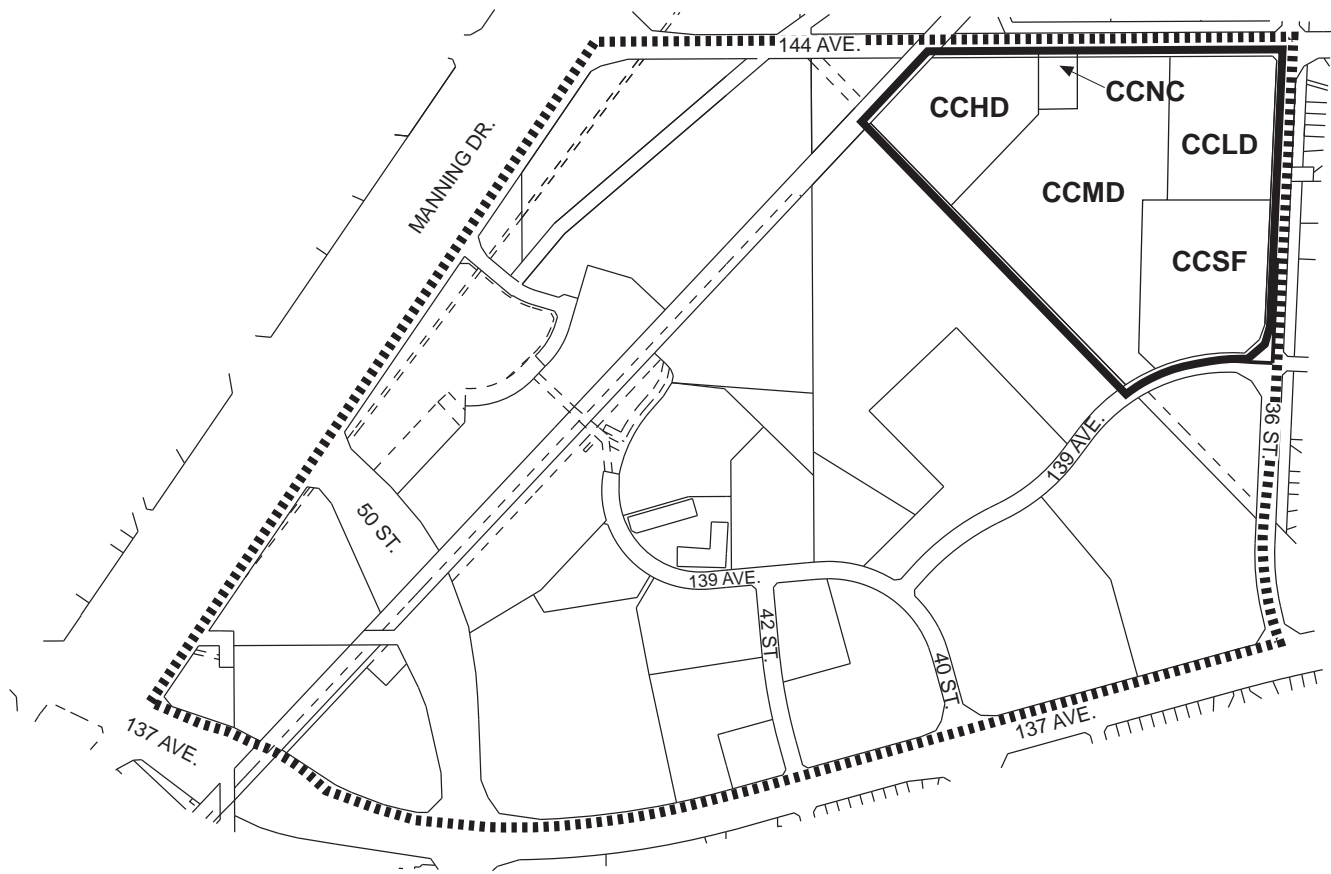 144 AVE.
CCNC
CCHD
MANNING DR.
CCLD
CCMD
CCSF
36 ST.
139 AVE.
50 ST.
139 AVE.
42 ST.
40 ST.
137 AVE.
137 AVE.